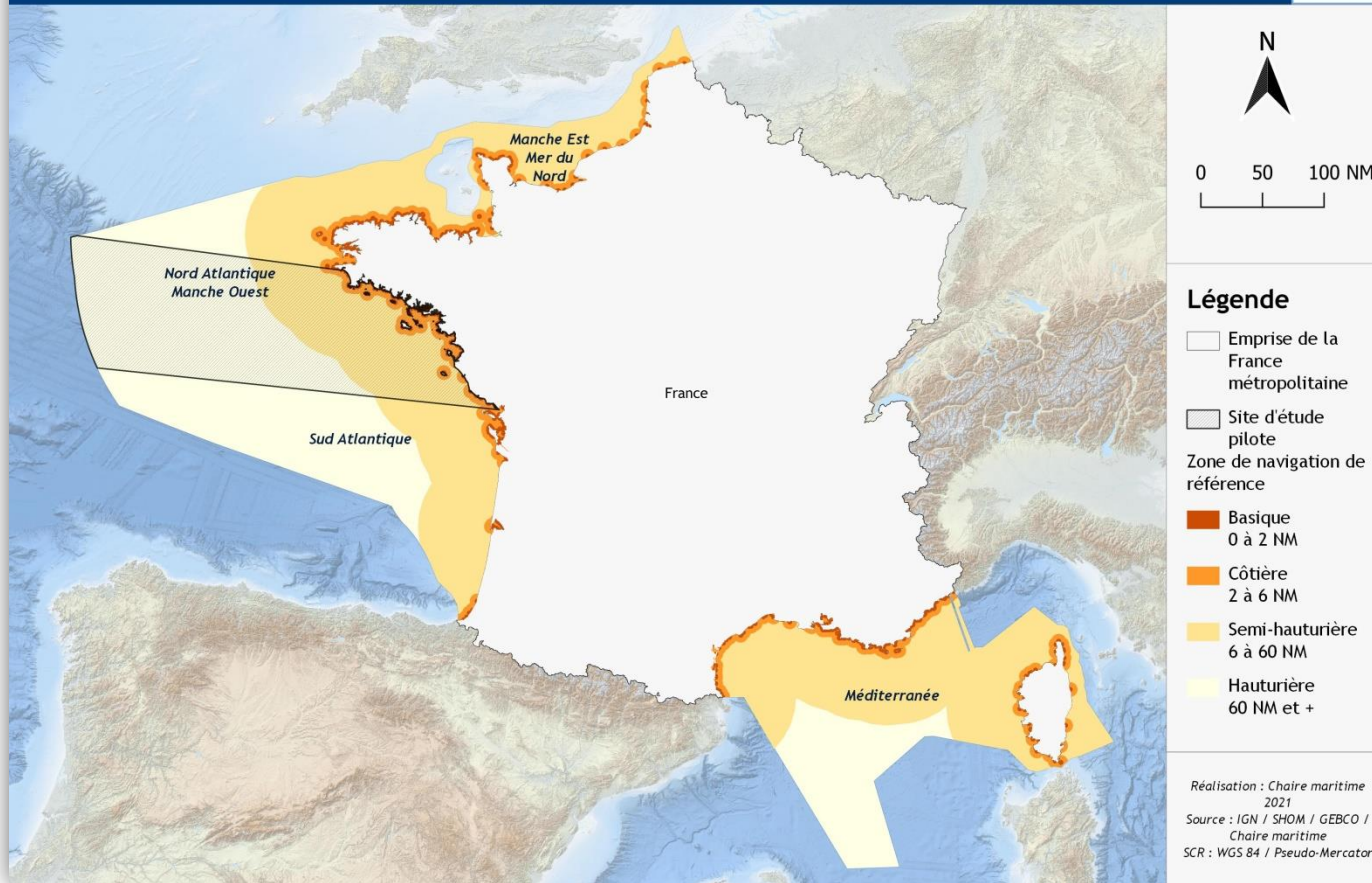 Manche Est
Mer du
Nord
Nord Atlantique
Manche Ouest
Sud Atlantique
France
Méditerranée
N
0 50 100 NM
Légende
Emprise de la
France
métropolitaine
Site d'étude
pilote
Zone de navigation de
référence
Basique
0 à 2 NM
Côtière
2 à 6 NM
Semi-hauturière
6 à 60 NM
Hauturière
60 NM et +
Réalisation : Chaire maritime
2021
Source : IGN / SHOM / GEBCO /
Chaire maritime
SCR : WGS 84 / Pseudo-Mercator